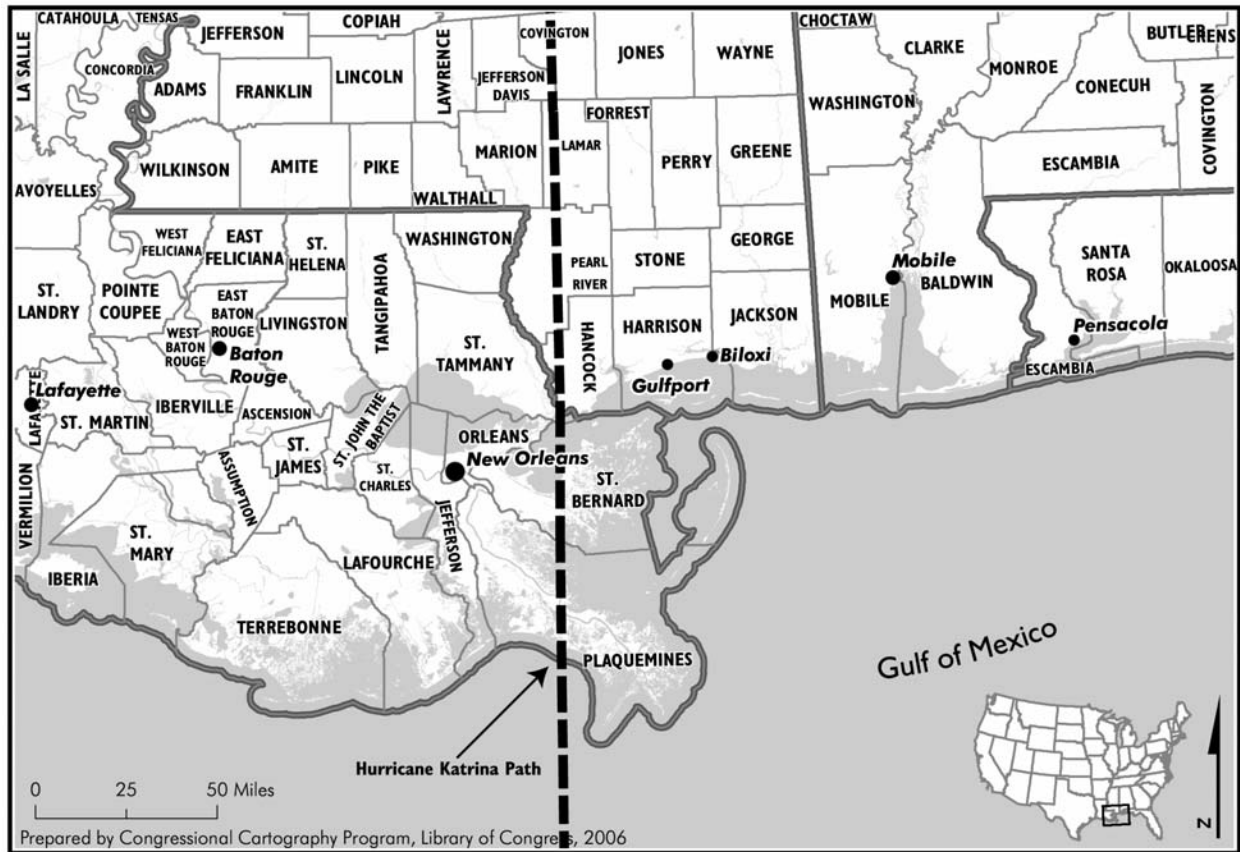 CATAHOULA
TENSAS
JEFFERSON
COPIAH
COVINGTON
JONES
WAYNE
CHOCTAW
CLARKE
BUTLER
CRENS
LA SALLE
CONCORDIA
ADAMS
FRANKLIN
LINCOLN
LAWRENCE
JEFFERSON
DAVIS
WASHINGTON
MONROE
CONECUH
COVINGTON
FORREST
WILKINSON
AMITE
PIKE
MARION
LAMAR
PERRY
GREENE
ESCAMBIA
AVOYELLES
WALTHALL
WEST
FELICIANA
EAST
FELICIANA
ST.
HELENA
TANGIPAHOA
WASHINGTON
PEARL
RIVER
STONE
GEORGE
Mobile
BALDWIN
MOBILE
SANTA
ROSA
OKALOOSA
ST.
LANDRY
POINTE
COUPEE
EAST
BATON
ROUGE
WEST
BATON
ROUGE
LIVINGSTON
ST.
TAMMANY
HANCOCK
HARRISON
JACKSON
Pensacola
ESCAMBIA
Baton
Rouge
Biloxi
Gulfport
Lafayette
LAFAYETTE
ST. MARTIN
IBERVILLE
ASCENSION
ST. JOHN THE
BAPTIST
ORLEANS
New Orleans
ST.
JAMES
ST.
CHARLES
ST.
BERNARD
VERMILION
ASSUMPTION
JEFFERSON
ST.
MARY
LAFOURCHE
IBERIA
TERREBONNE
PLAQUEMINES
Gulf of Mexico
Hurricane Katrina Path
0 25 50 Miles
N
Prepared by Congressional Cartography Program, Library of Congress, 2006